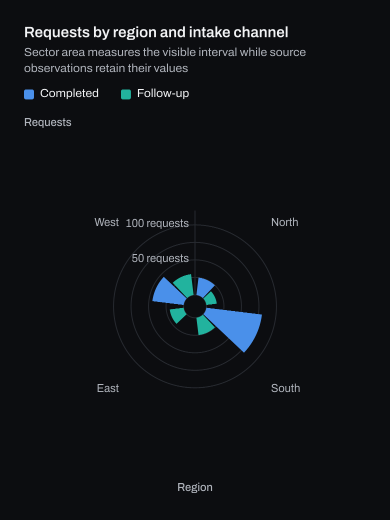 Requests by region and intake channel
Sector area measures the visible interval while source
observations retain their values
Completed
Follow-up
Requests
West
100 requests
North
50 requests
East
South
Region